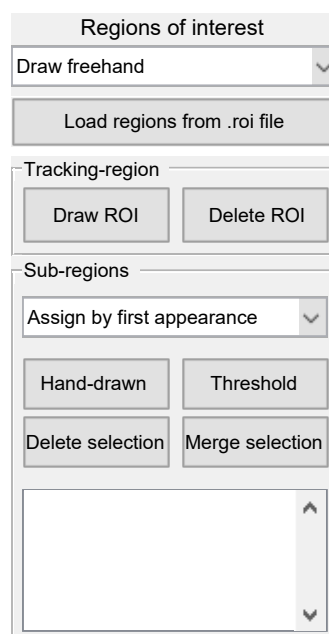 Regions of interest
Draw freehand
Load regions from .roi file
Tracking-region
Draw ROI Delete ROI
Sub-regions
Assign by first appearance
Hand-drawn Threshold
Delete selection Merge selection